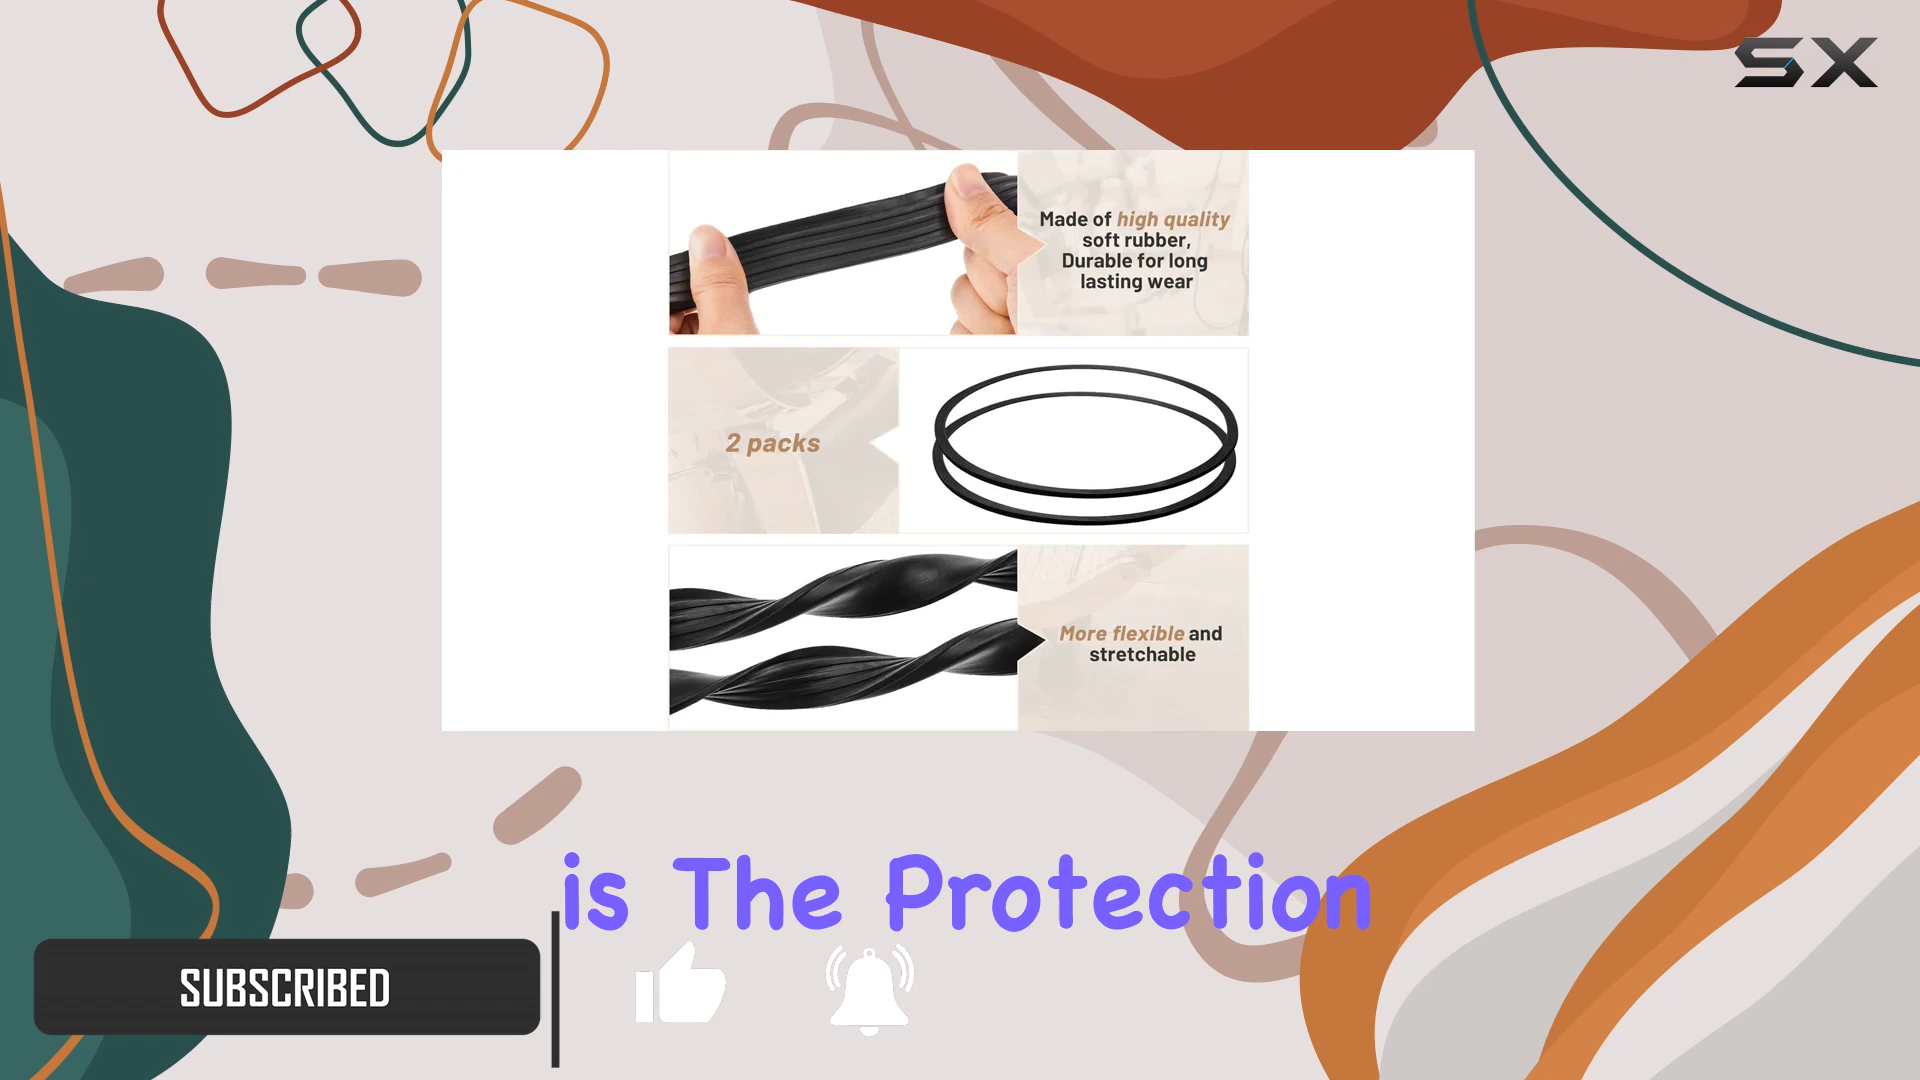 SX
Made of high quality
soft rubber,
Durable for long
lasting wear
2 packs
More flexible and
stretchable
is The Protection
SUBSCRIBED